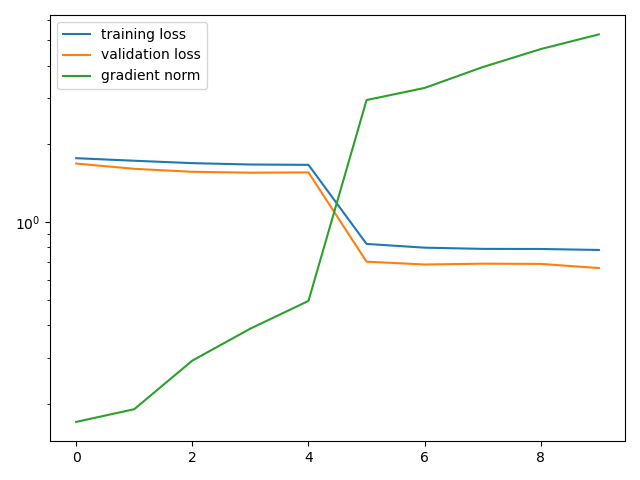 training loss
validation loss
gradient norm
10⁰
0 2 4 6 8